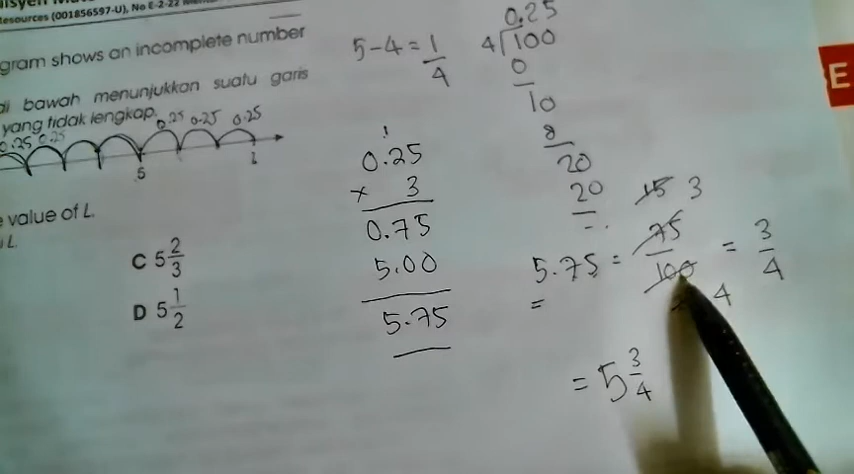 esources (001856597-U), No E-2-22
gram shows an incomplete number
di bawah menunjukkan suatu garis
yang tidak lengkap.
0.25 0.25 0.25 0.25 0.25
5 L
value of L.
L.
C 5 2/3
D 5 1/2
5-4 = 1/4
0.25
4)100
0
10
8
20
20
1
0.25
× 3
0.75
5.00
5.75
15 3
5.75 = 75/100 = 3/4
4
=
= 5 3/4
E